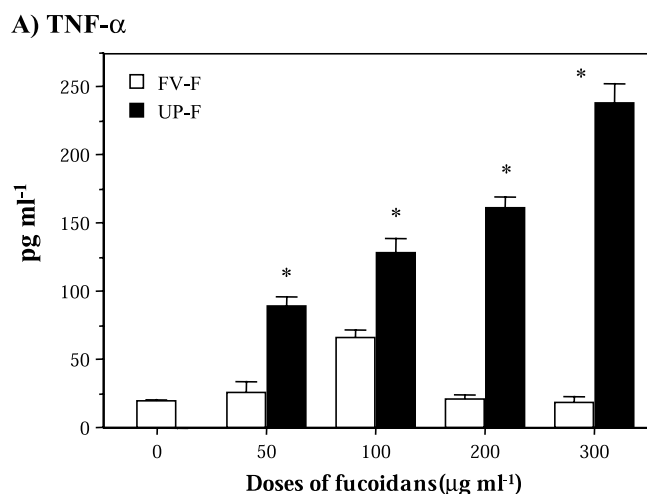 A) TNF-α
250
200
150
100
50
0
pg ml⁻¹
FV-F
UP-F
*
*
*
*
0 50 100 200 300
Doses of fucoidans(μg ml⁻¹)